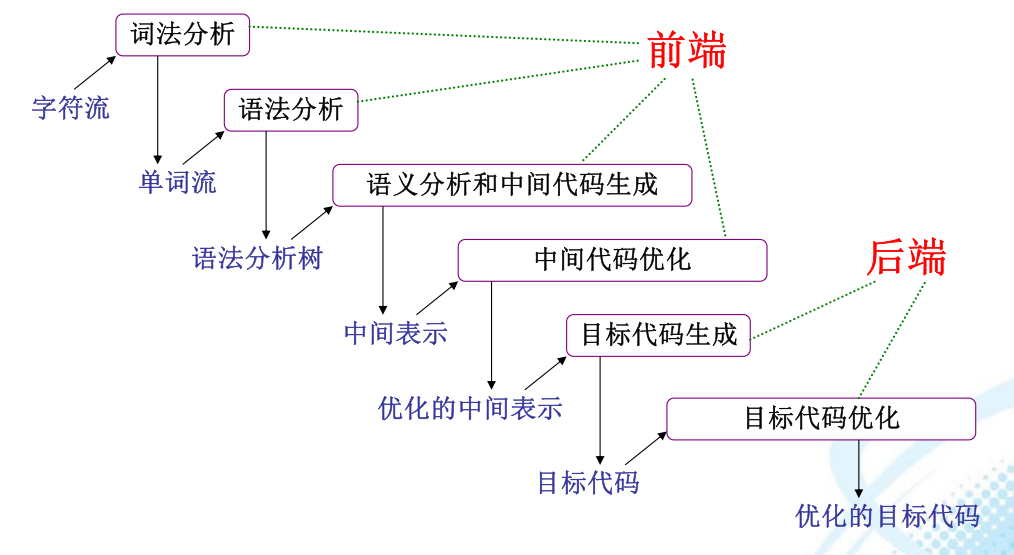 词法分析
前端
字符流
语法分析
单词流
语义分析和中间代码生成
语法分析树
中间代码优化
后端
中间表示
目标代码生成
优化的中间表示
目标代码优化
目标代码
优化的目标代码